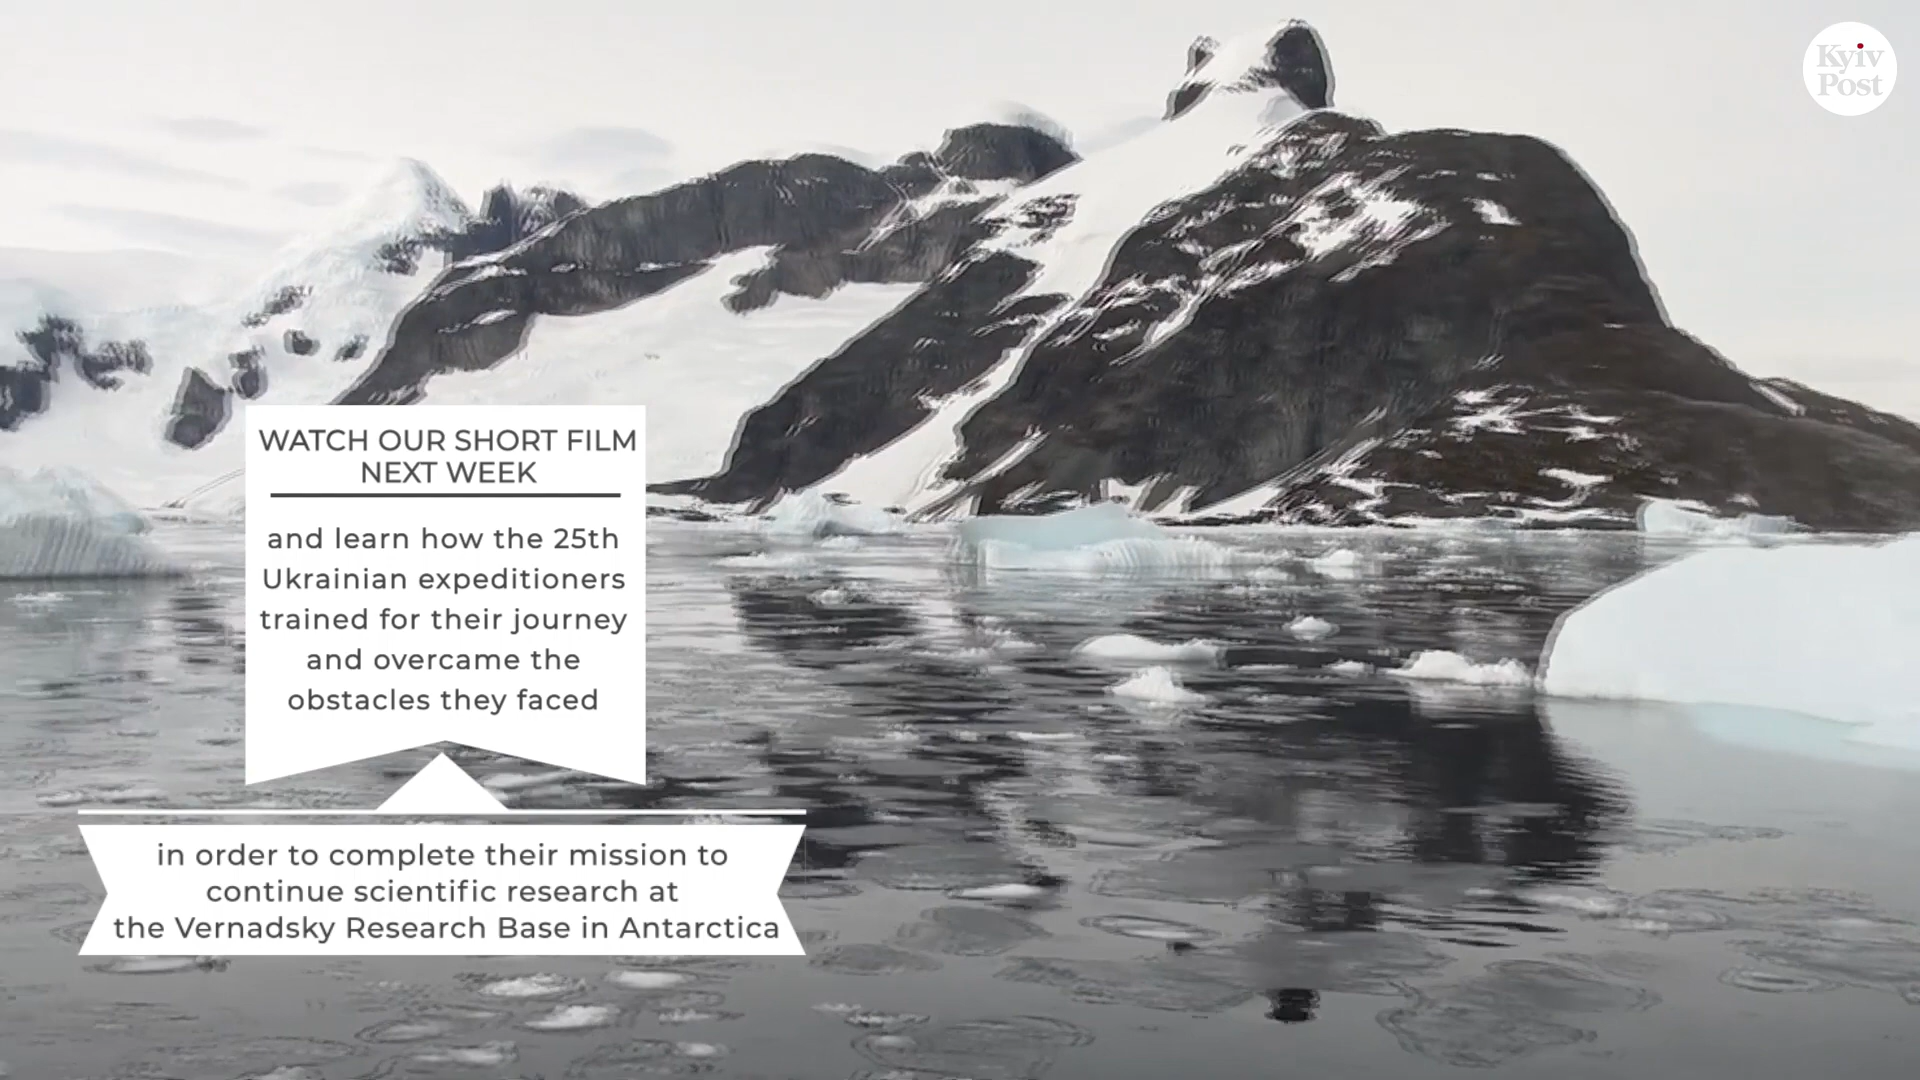 Kyiv
Post
WATCH OUR SHORT FILM
NEXT WEEK
and learn how the 25th
Ukrainian expeditioners
trained for their journey
and overcame the
obstacles they faced
in order to complete their mission to
continue scientific research at
the Vernadsky Research Base in Antarctica